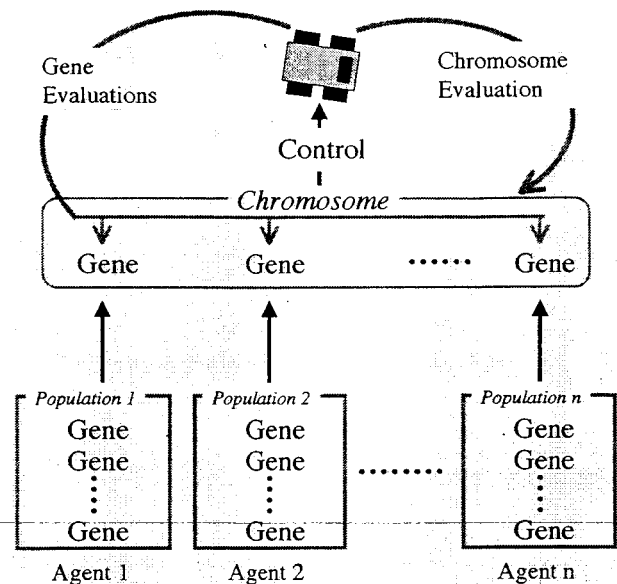 Gene
Evaluations
Chromosome
Evaluation
Control
Chromosome
Gene Gene ...... Gene
Population 1 Population 2 Population n
Gene Gene Gene
Gene Gene ........ Gene
Gene Gene Gene
Agent 1 Agent 2 Agent n